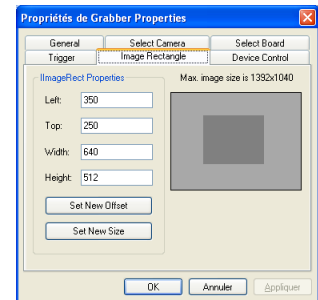 Propriétés de Grabber Properties
General Select Camera Select Board
Trigger Image Rectangle Device Control
IImageRect Properties Max. image size is 1392x1040
Left: 350
Top: 250
Width: 640
Height: 512
Set New Offset
Set New Size
OK Annuler Appliquer